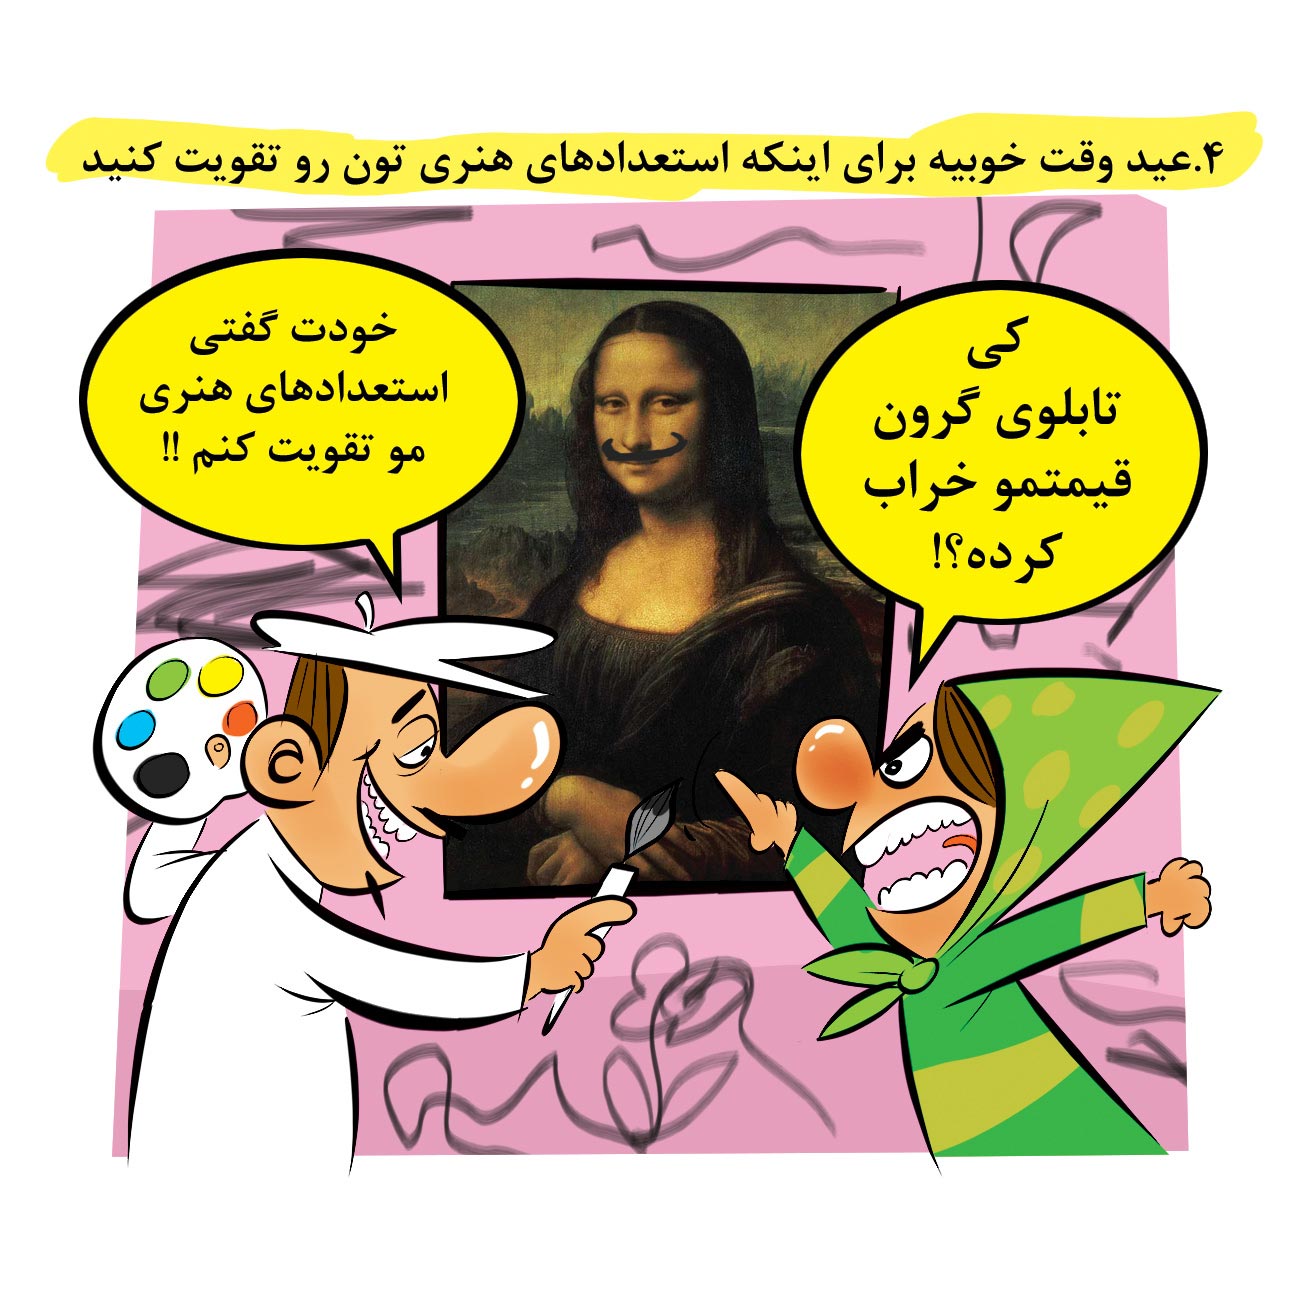 ۴.عید وقت خوبیه برای اینکه استعدادهای هنری تون رو تقویت کنید
کی
تابلوی گرون
قیمتمو خراب
کرده؟!
خودت گفتی
استعدادهای هنری
مو تقویت کنم !!